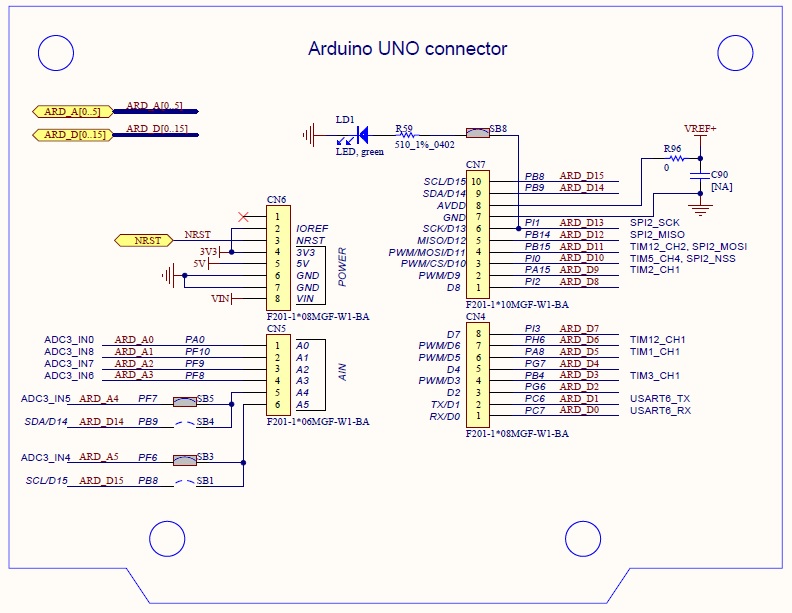 Arduino UNO connector
ARD_A[0..5] ARD_A[0..5]
ARD_D[0..15] ARD_D[0..15]
LD1
LED, green
R59
510_1%_0402
SB8
VREF+
R96
0
C90
[NA]
CN7
SCL/D15 10 PB8 ARD_D15
SDA/D14 9 PB9 ARD_D14
AVDD 8
GND 7
SCK/D13 6 PI1 ARD_D13 SPI2_SCK
MISO/D12 5 PB14 ARD_D12 SPI2_MISO
PWM/MOSI/D11 4 PB15 ARD_D11 TIM12_CH2, SPI2_MOSI
PWM/CS/D10 3 PI0 ARD_D10 TIM5_CH4, SPI2_NSS
PWM/D9 2 PA15 ARD_D9 TIM2_CH1
D8 1 PI2 ARD_D8
F201-1*10MGF-W1-BA
CN6
1
2 IOREF
NRST NRST 3 NRST
3V3 4 3V3
5V 5 5V
6 GND
7 GND
VIN 8 VIN
POWER
F201-1*08MGF-W1-BA
CN5
ADC3_IN0 ARD_A0 PA0 1 A0
ADC3_IN8 ARD_A1 PF10 2 A1
ADC3_IN7 ARD_A2 PF9 3 A2
ADC3_IN6 ARD_A3 PF8 4 A3
5 A4
6 A5
AIN
F201-1*06MGF-W1-BA
ADC3_IN5 ARD_A4 PF7 SB5
SDA/D14 ARD_D14 PB9 SB4
ADC3_IN4 ARD_A5 PF6 SB3
SCL/D15 ARD_D15 PB8 SB1
CN4
D7 8 PI3 ARD_D7
PWM/D6 7 PH6 ARD_D6 TIM12_CH1
PWM/D5 6 PA8 ARD_D5 TIM1_CH1
D4 5 PG7 ARD_D4
PWM/D3 4 PB4 ARD_D3 TIM3_CH1
D2 3 PG6 ARD_D2
TX/D1 2 PC6 ARD_D1 USART6_TX
RX/D0 1 PC7 ARD_D0 USART6_RX
F201-1*08MGF-W1-BA